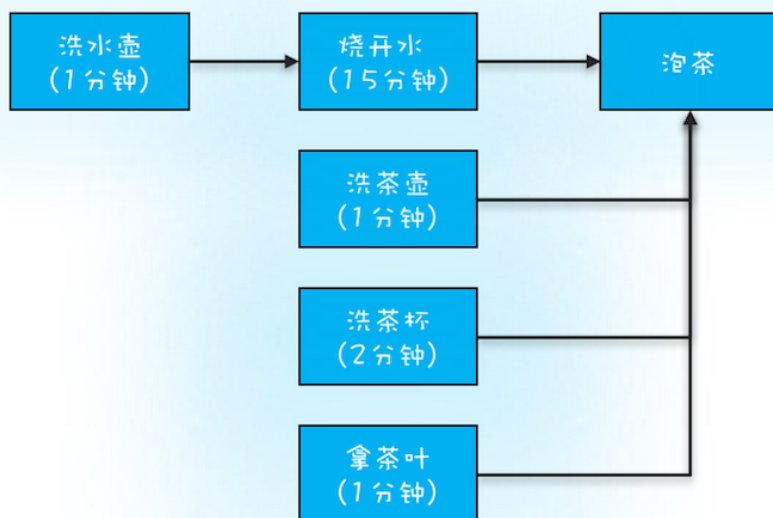 洗水壶
(1分钟)
烧开水
(15分钟)
泡茶
洗茶壶
(1分钟)
洗茶杯
(2分钟)
拿茶叶
(1分钟)